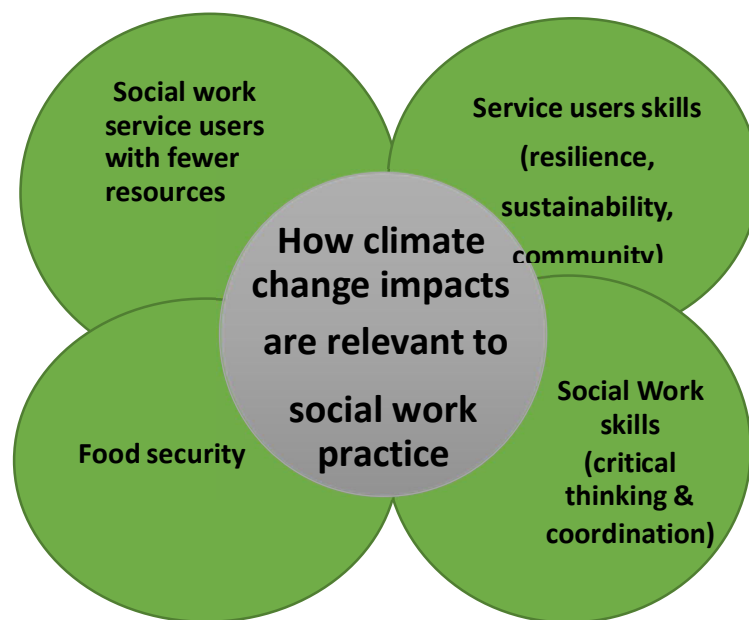 Social work
service users
with fewer
resources
Service users skills
(resilience,
sustainability,
community)
How climate
change impacts
are relevant to
social work
practice
Food security
Social Work
skills
(critical
thinking &
coordination)